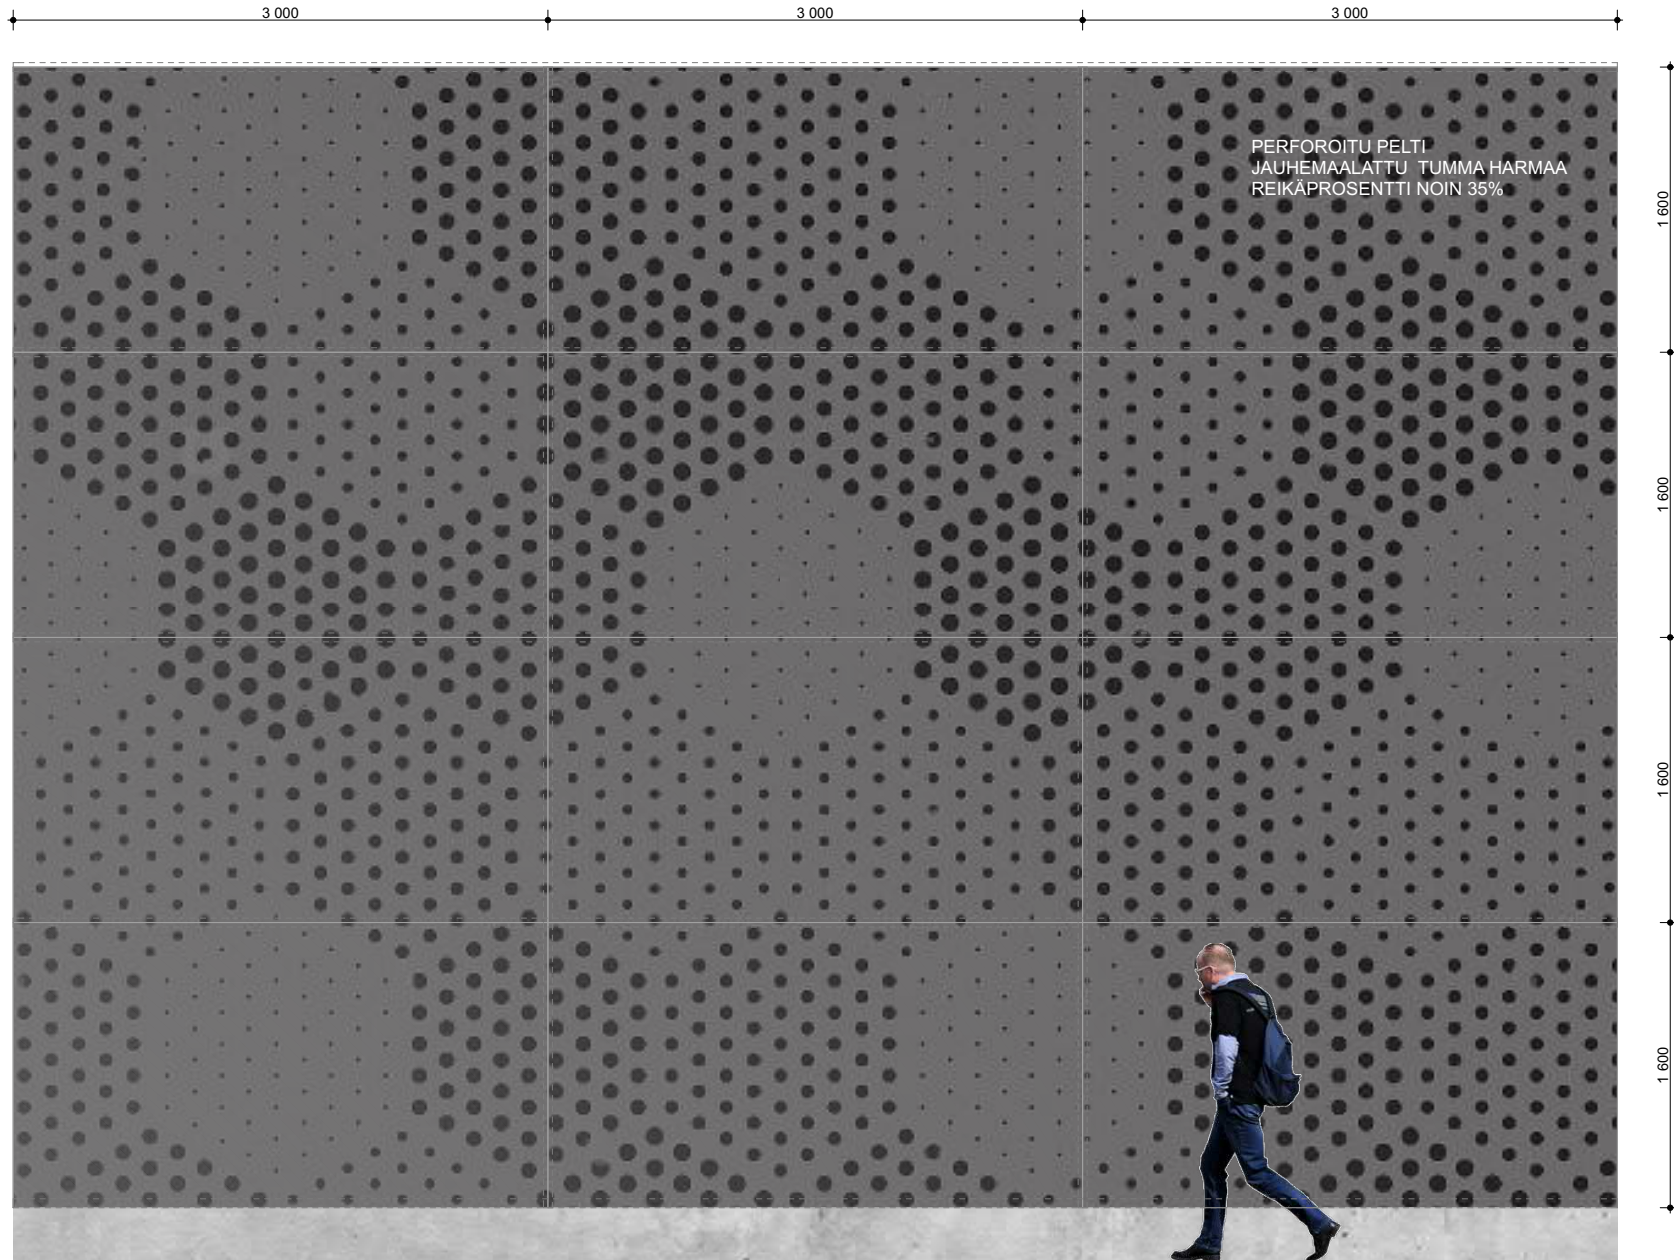 3 000
3 000
3 000
PERFOROITU PELTI
JAUHEMAALATTU TUMMA HARMAA
REIKÄPROSENTTI NOIN 35%
1 600
1 600
1 600
1 600